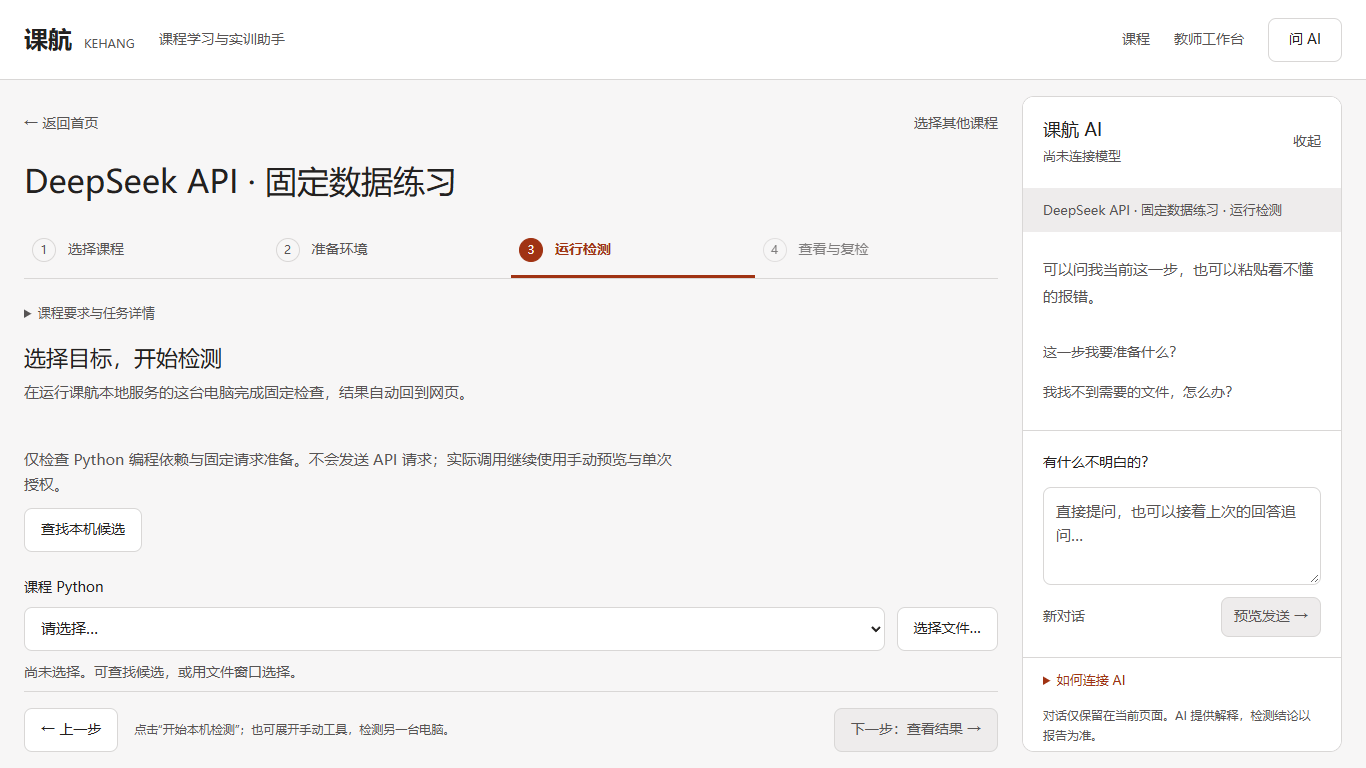 课航 KEHANG 课程学习与实训助手 课程 教师工作台 问 AI
← 返回首页 选择其他课程
DeepSeek API · 固定数据练习
1 选择课程 2 准备环境 3 运行检测 4 查看与复检
▶ 课程要求与任务详情
选择目标，开始检测
在运行课航本地服务的这台电脑完成固定检查，结果自动回到网页。
仅检查 Python 编程依赖与固定请求准备。不会发送 API 请求；实际调用继续使用手动预览与单次
授权。
查找本机候选
课程 Python
请选择... 选择文件...
尚未选择。可查找候选，或用文件窗口选择。
← 上一步 点击“开始本机检测”；也可展开手动工具，检测另一台电脑。 下一步：查看结果 →
课航 AI
尚未连接模型
收起
DeepSeek API · 固定数据练习 · 运行检测
可以问我当前这一步，也可以粘贴看不懂
的报错。
这一步我要准备什么？
我找不到需要的文件，怎么办？
有什么不明白的？
直接提问，也可以接着上次的回答追
问...
新对话 预览发送 →
▶ 如何连接 AI
对话仅保留在当前页面。AI 提供解释，检测结论以
报告为准。